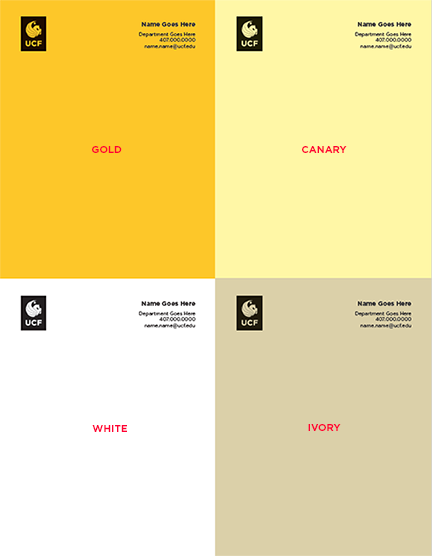 UCF
Name Goes Here
Department Goes Here
407.000.0000
name.name@ucf.edu
GOLD
UCF
Name Goes Here
Department Goes Here
407.000.0000
name.name@ucf.edu
CANARY
UCF
Name Goes Here
Department Goes Here
407.000.0000
name.name@ucf.edu
WHITE
UCF
Name Goes Here
Department Goes Here
407.000.0000
name.name@ucf.edu
IVORY